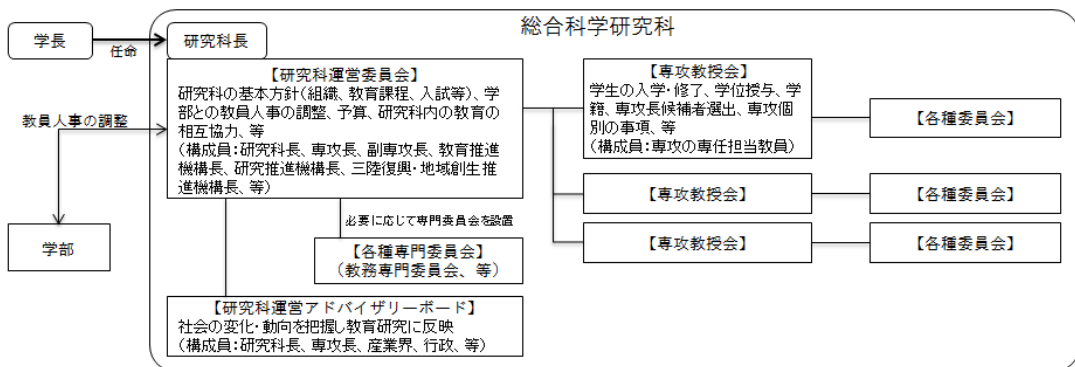 総合科学研究科
学長
任命
研究科長
【研究科運営委員会】
研究科の基本方針(組織、教育課程、入試等)、学
部との教員人事の調整、予算、研究科内の教育の
相互協力、等
(構成員:研究科長、専攻長、副専攻長、教育推進
機構長、研究推進機構長、三陸復興・地域創生推
進機構長、等)
【専攻教授会】
学生の入学・修了、学位授与、学
籍、専攻長候補者選出、専攻個
別の事項、等
(構成員:専攻の専任担当教員)
【各種委員会】
教員人事の調整
【専攻教授会】
【各種委員会】
必要に応じて専門委員会を設置
学部
【専攻教授会】
【各種委員会】
【各種専門委員会】
(教務専門委員会、等)
【研究科運営アドバイザリーボード】
社会の変化・動向を把握し教育研究に反映
(構成員:研究科長、専攻長、産業界、行政、等)